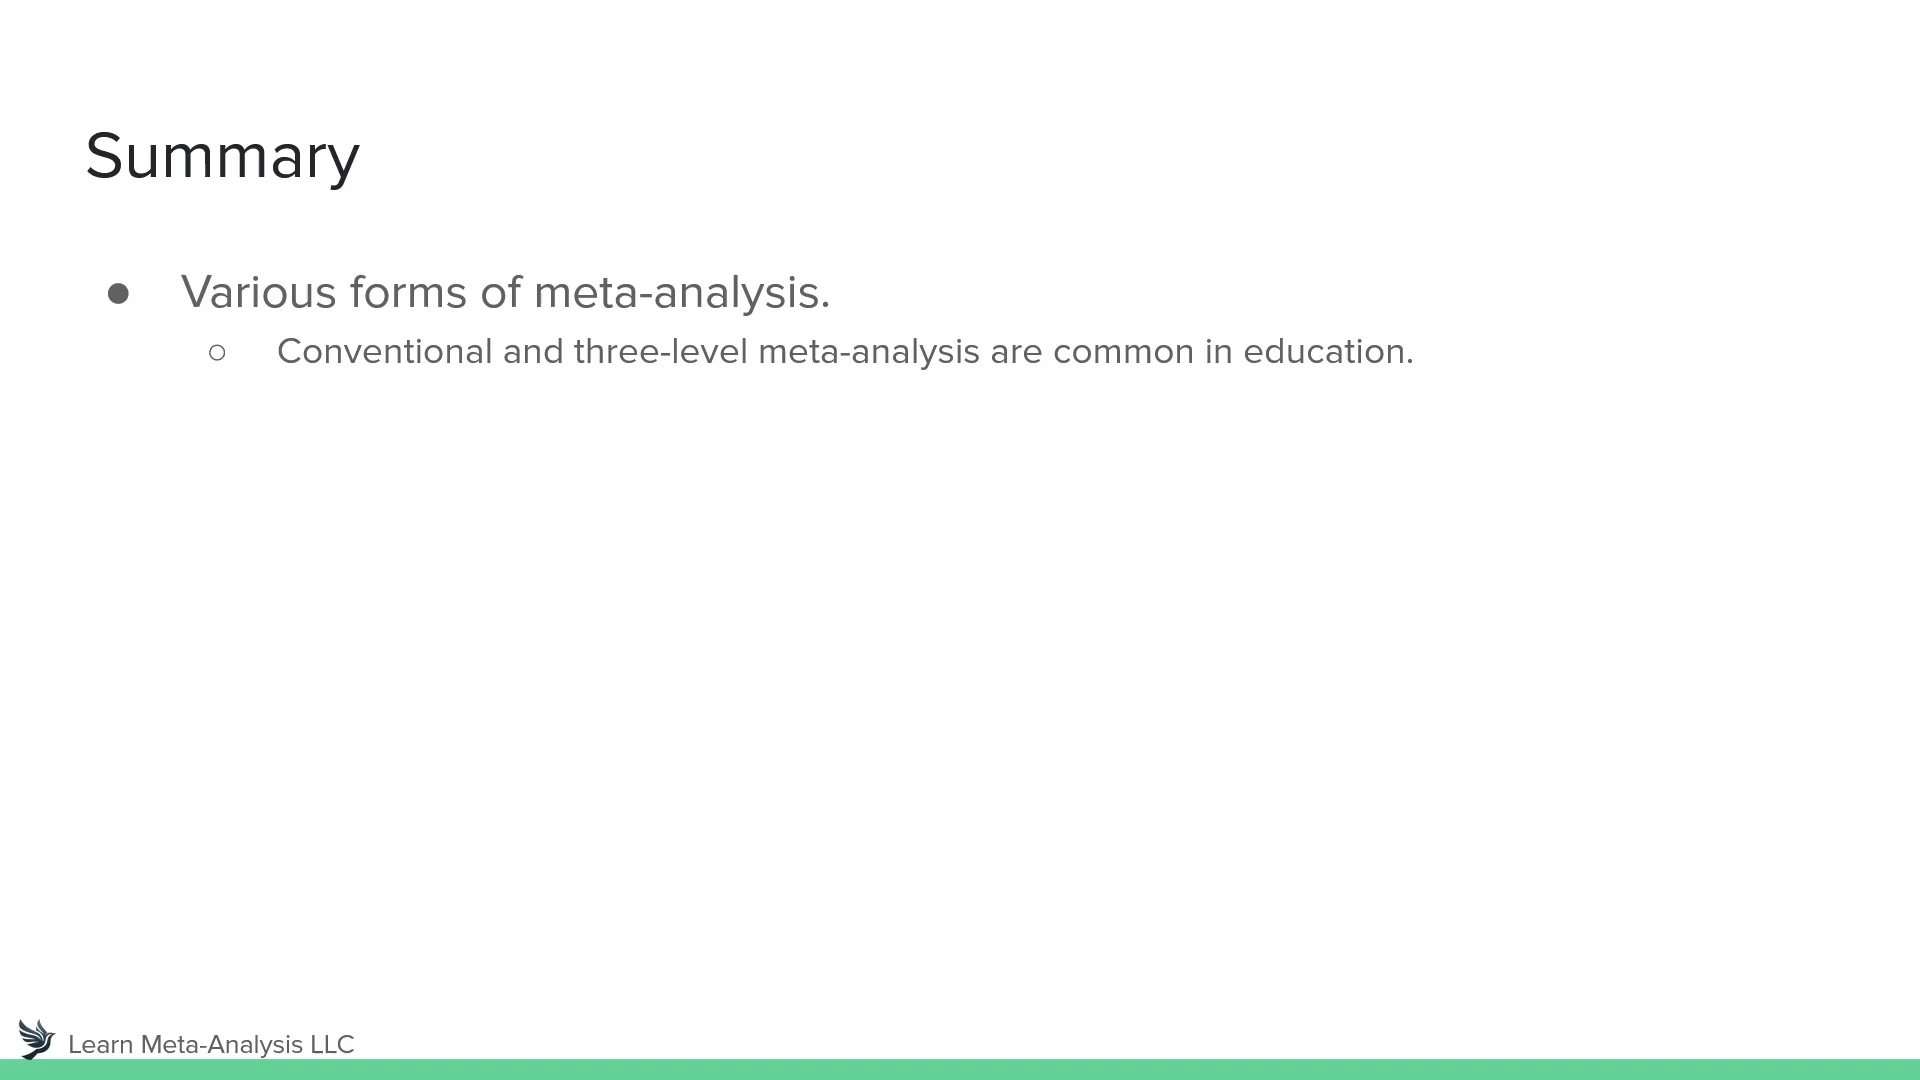 Summary
● Various forms of meta-analysis.
○ Conventional and three-level meta-analysis are common in education.
Learn Meta-Analysis LLC